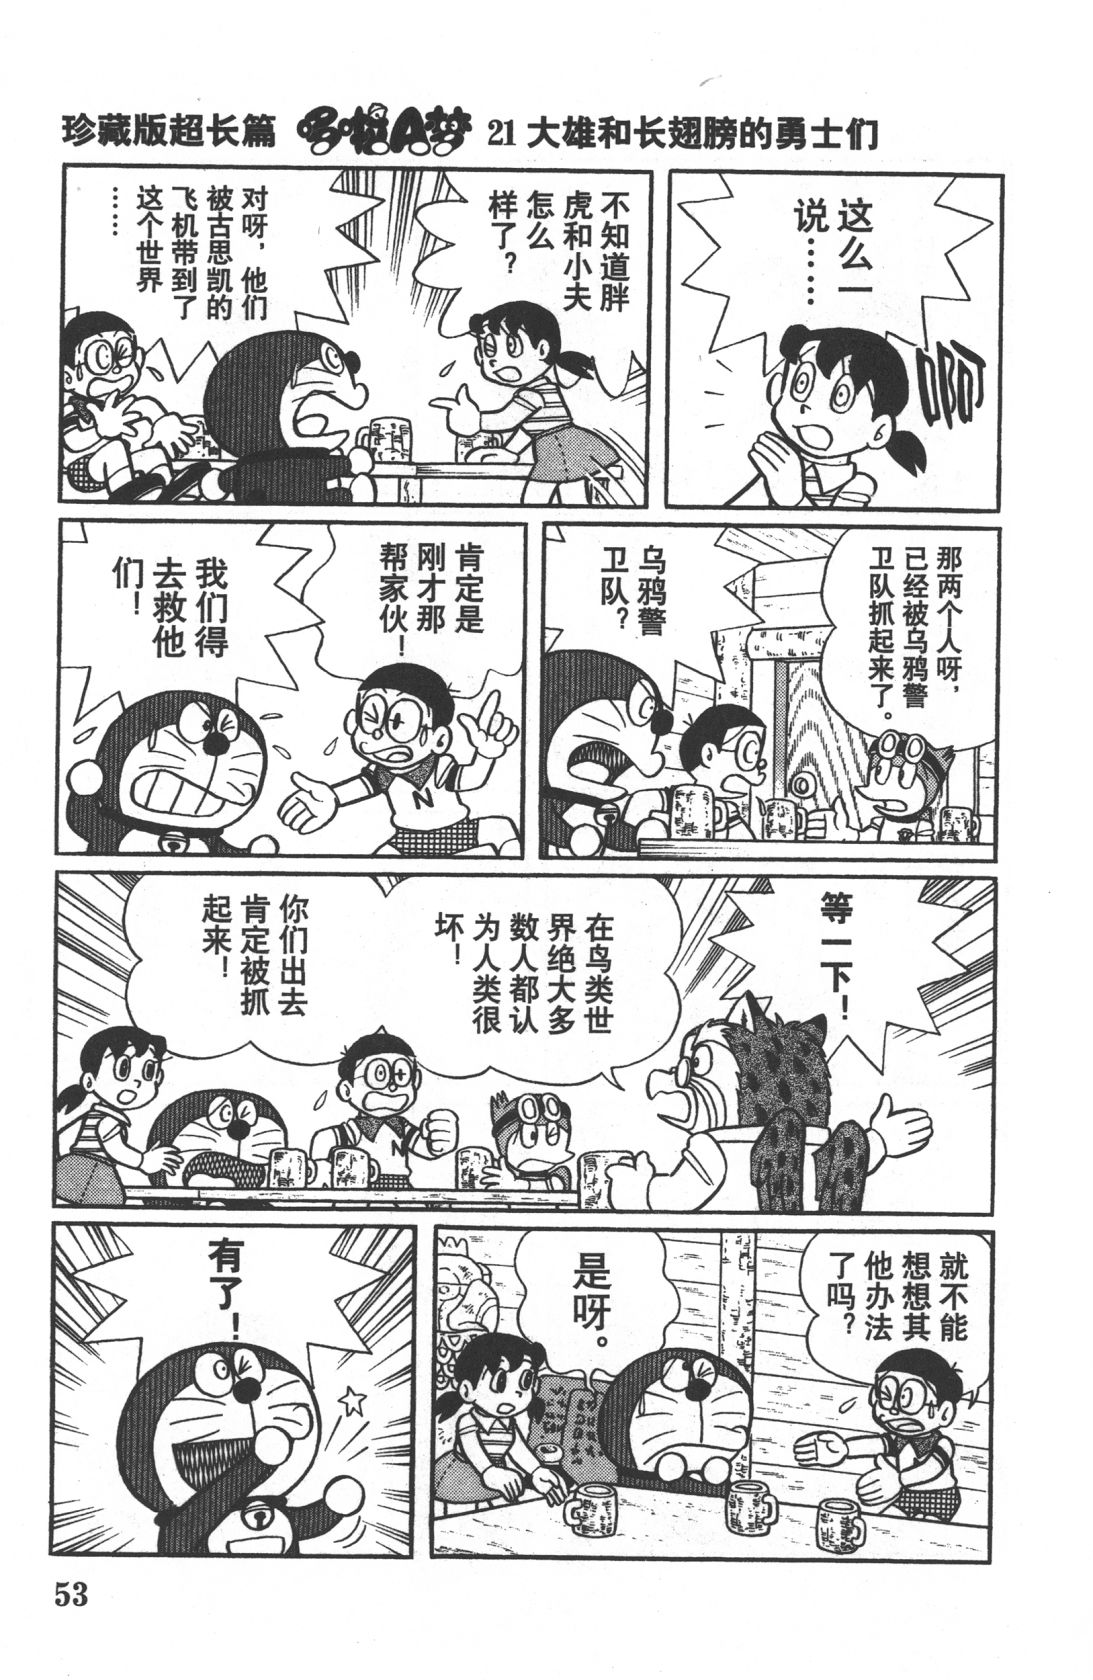 珍藏版超长篇 哆啦A梦 21 大雄和长翅膀的勇士们
这么一
说……
啊
不知道胖
虎和小夫
怎么
样了？
对呀，他们
被古思凯的
飞机带到了
这个世界
……
那两个人呀，
已经被乌鸦警
卫队抓起来了。
乌鸦警
卫队？
肯定是
刚才那
帮家伙！
我们得
去救他
们！
等一下！
在鸟类世
界绝大多
数人都认
为人类很
坏！
你们出去
肯定被抓
起来！
就不能
想想其
他办法
了吗？
是呀。
有了！
53